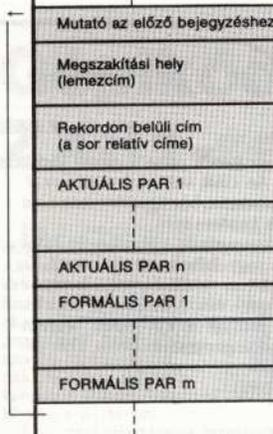 Mutató az előző bejegyzéshez
Megszakítási hely
(lemezcím)
Rekordon belüli cím
(a sor relatív címe)
AKTUÁLIS PAR 1
AKTUÁLIS PAR n
FORMÁLIS PAR 1
FORMÁLIS PAR m